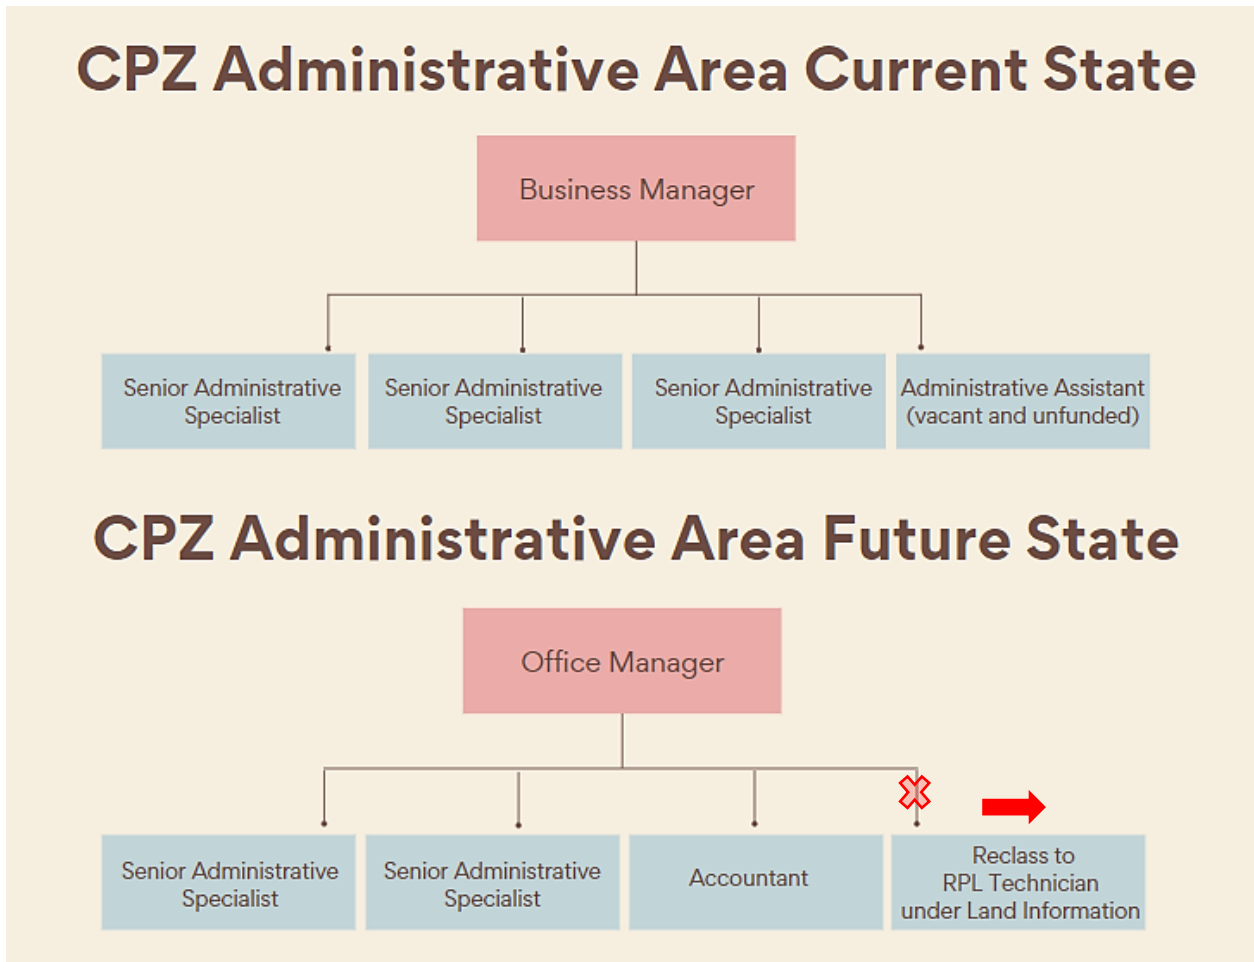 CPZ Administrative Area Current State
Business Manager
Senior Administrative
Specialist
Senior Administrative
Specialist
Senior Administrative
Specialist
Administrative Assistant
(vacant and unfunded)
CPZ Administrative Area Future State
Office Manager
Senior Administrative
Specialist
Senior Administrative
Specialist
Accountant
Reclass to
RPL Technician
under Land Information